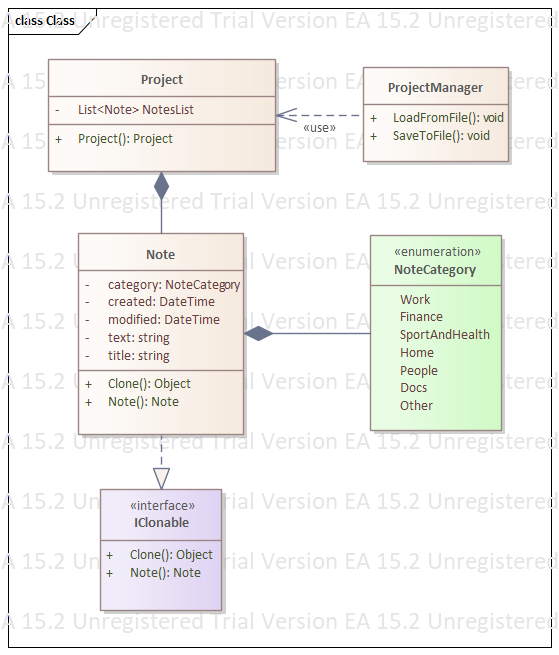 class Class
A 15.2 Unregistered Trial Version EA 15.2 Unregistered
Project
- List<Note> NotesList
+ Project(): Project
ProjectManager
+ LoadFromFile(): void
+ SaveToFile(): void
«use»
Note
- category: NoteCategory
- created: DateTime
- modified: DateTime
- text: string
- title: string
+ Clone(): Object
+ Note(): Note
«enumeration»
NoteCategory
Work
Finance
SportAndHealth
Home
People
Docs
Other
«interface»
IClonable
+ Clone(): Object
+ Note(): Note